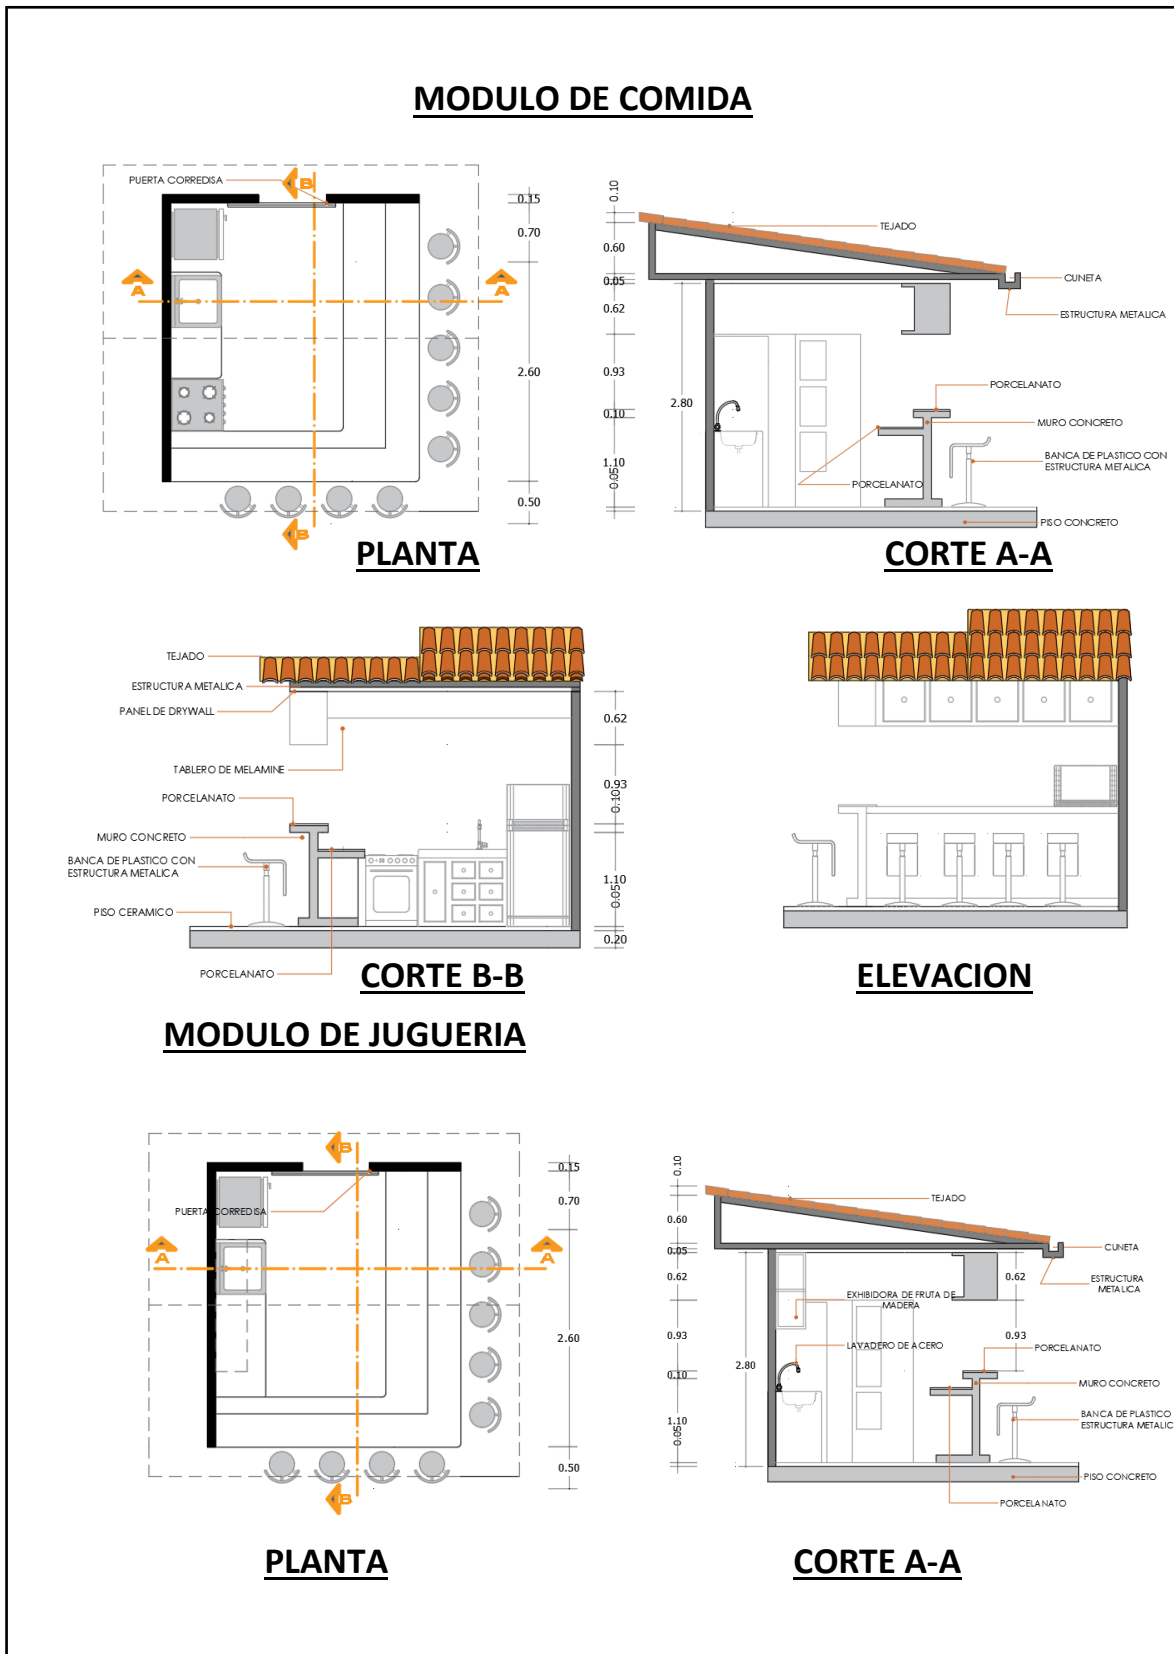 MODULO DE COMIDA
PUERTA CORREDISA
B
A
A
B
0.15
0.70
2.60
0.50
PLANTA
0.10
0.60
0.05
0.62
0.93
0.10
1.10
0.05
2.80
TEJADO
CUNETA
ESTRUCTURA METALICA
PORCELANATO
MURO CONCRETO
BANCA DE PLASTICO CON
ESTRUCTURA METALICA
PORCELANATO
PISO CONCRETO
CORTE A-A
TEJADO
ESTRUCTURA METALICA
PANEL DE DRYWALL
TABLERO DE MELAMINE
PORCELANATO
MURO CONCRETO
BANCA DE PLASTICO CON
ESTRUCTURA METALICA
PISO CERAMICO
PORCELANATO
0.62
0.93
0.10
1.10
0.05
0.20
CORTE B-B
ELEVACION
MODULO DE JUGUERIA
B
PUERTA CORREDISA
A
A
B
0.15
0.70
2.60
0.50
PLANTA
0.10
0.60
0.05
0.62
0.93
0.10
1.10
0.05
2.80
TEJADO
CUNETA
ESTRUCTURA
METALICA
0.62
EXHIBIDORA DE FRUTA DE
MADERA
0.93
LAVADERO DE ACERO
PORCELANATO
MURO CONCRETO
BANCA DE PLASTICO
ESTRUCTURA METALIC
PISO CONCRETO
PORCELANATO
CORTE A-A